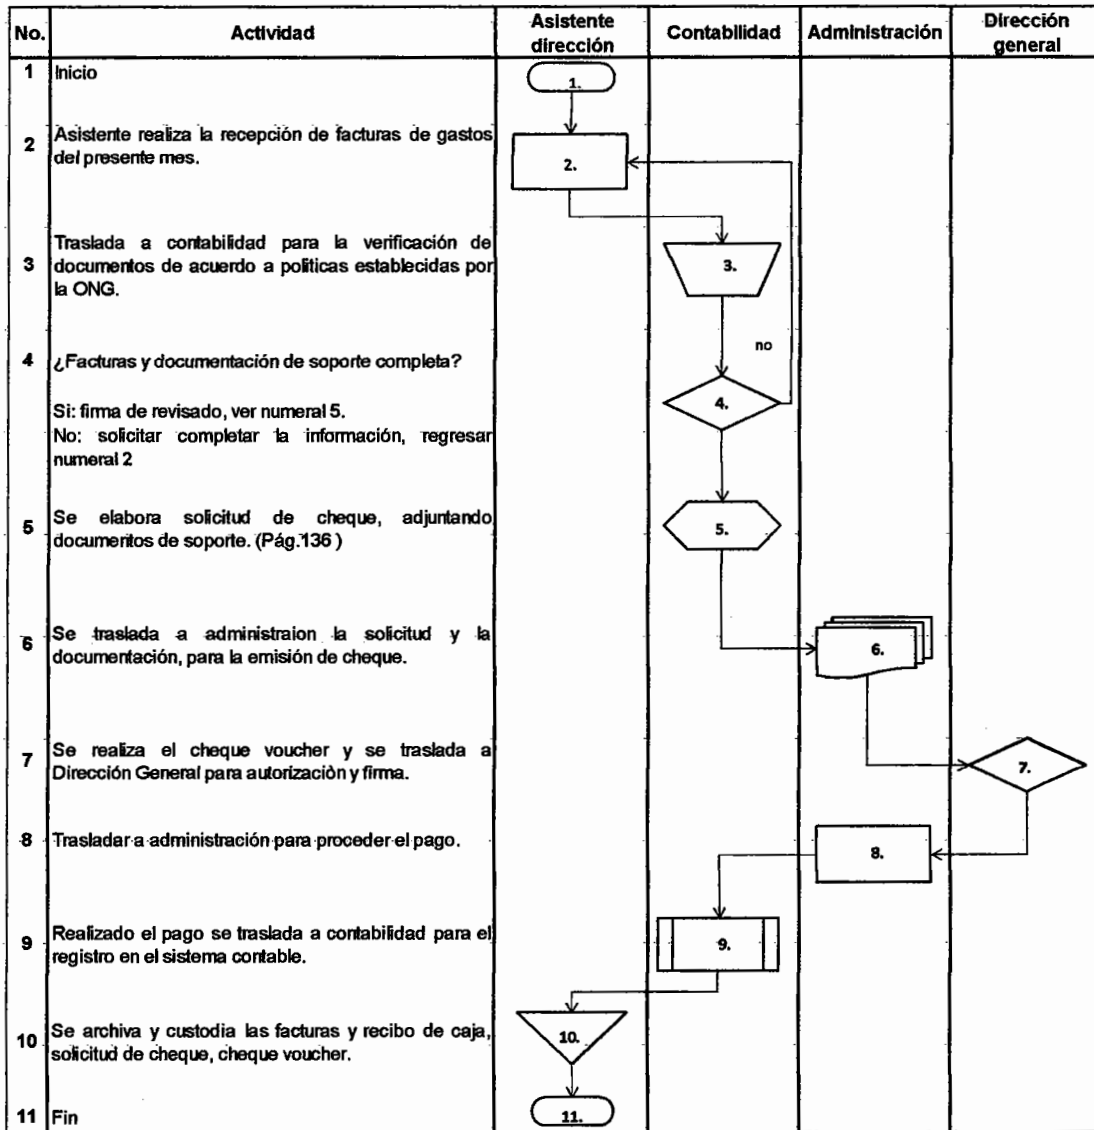 No. Actividad Asistente dirección Contabilidad Administración Dirección general
1 Inicio
1.
2 Asistente realiza la recepción de facturas de gastos
del presente mes.
2.
3 Traslada a contabilidad para la verificación de
documentos de acuerdo a políticas establecidas por
la ONG.
3.
no
4 ¿Facturas y documentación de soporte completa?
Si: firma de revisado, ver numeral 5.
No: solicitar completar la información, regresar
numeral 2
4.
5 Se elabora solicitud de cheque, adjuntando
documentos de soporte. (Pág.136 )
5.
6 Se traslada a administraion la solicitud y la
documentación, para la emisión de cheque.
6.
7 Se realiza el cheque voucher y se traslada a
Dirección General para autorizaciòn y firma.
7.
8 Trasladar a administración para proceder el pago.
8.
9 Realizado el pago se traslada a contabilidad para el
registro en el sistema contable.
9.
10 Se archiva y custodia las facturas y recibo de caja,
solicitud de cheque, cheque voucher.
10.
11 Fin
11.